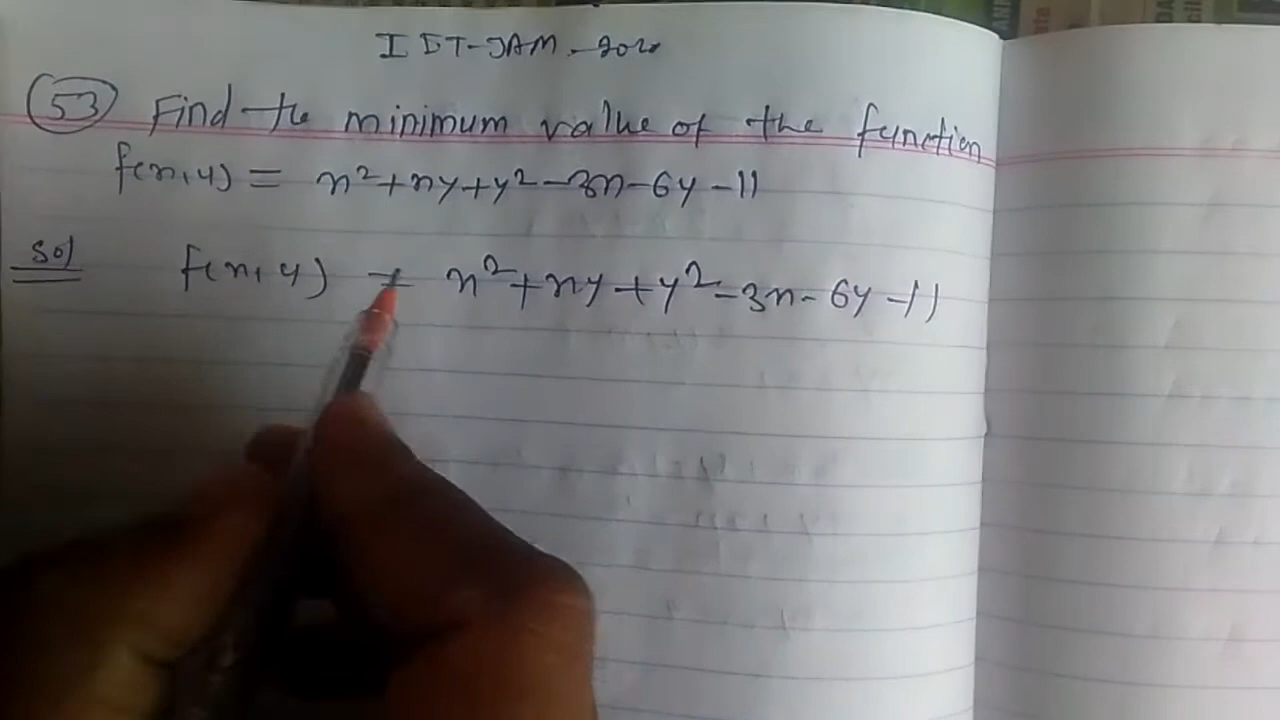 IIT-JAM-2020
53 Find the minimum value of the function
f(x,y) = x²+xy+y²-3x-6y-11
Sol f(x,y) = x²+xy+y²-3x-6y-11